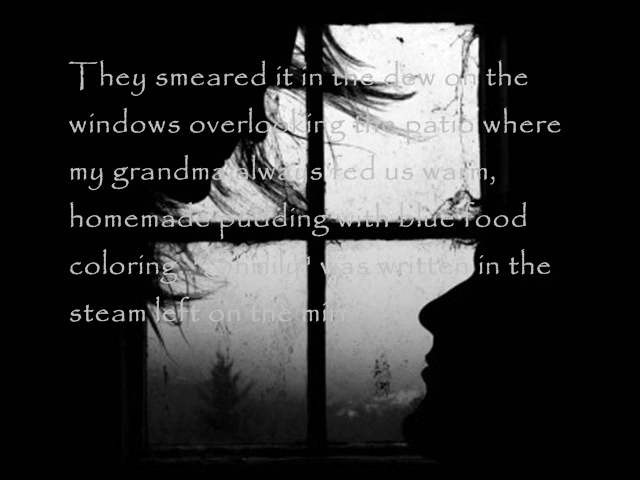 They smeared it in the dew on the
windows overlooking the patio where
my grandma always fed us warm,
homemade pudding with blue food
coloring. was written in the
steam left on the